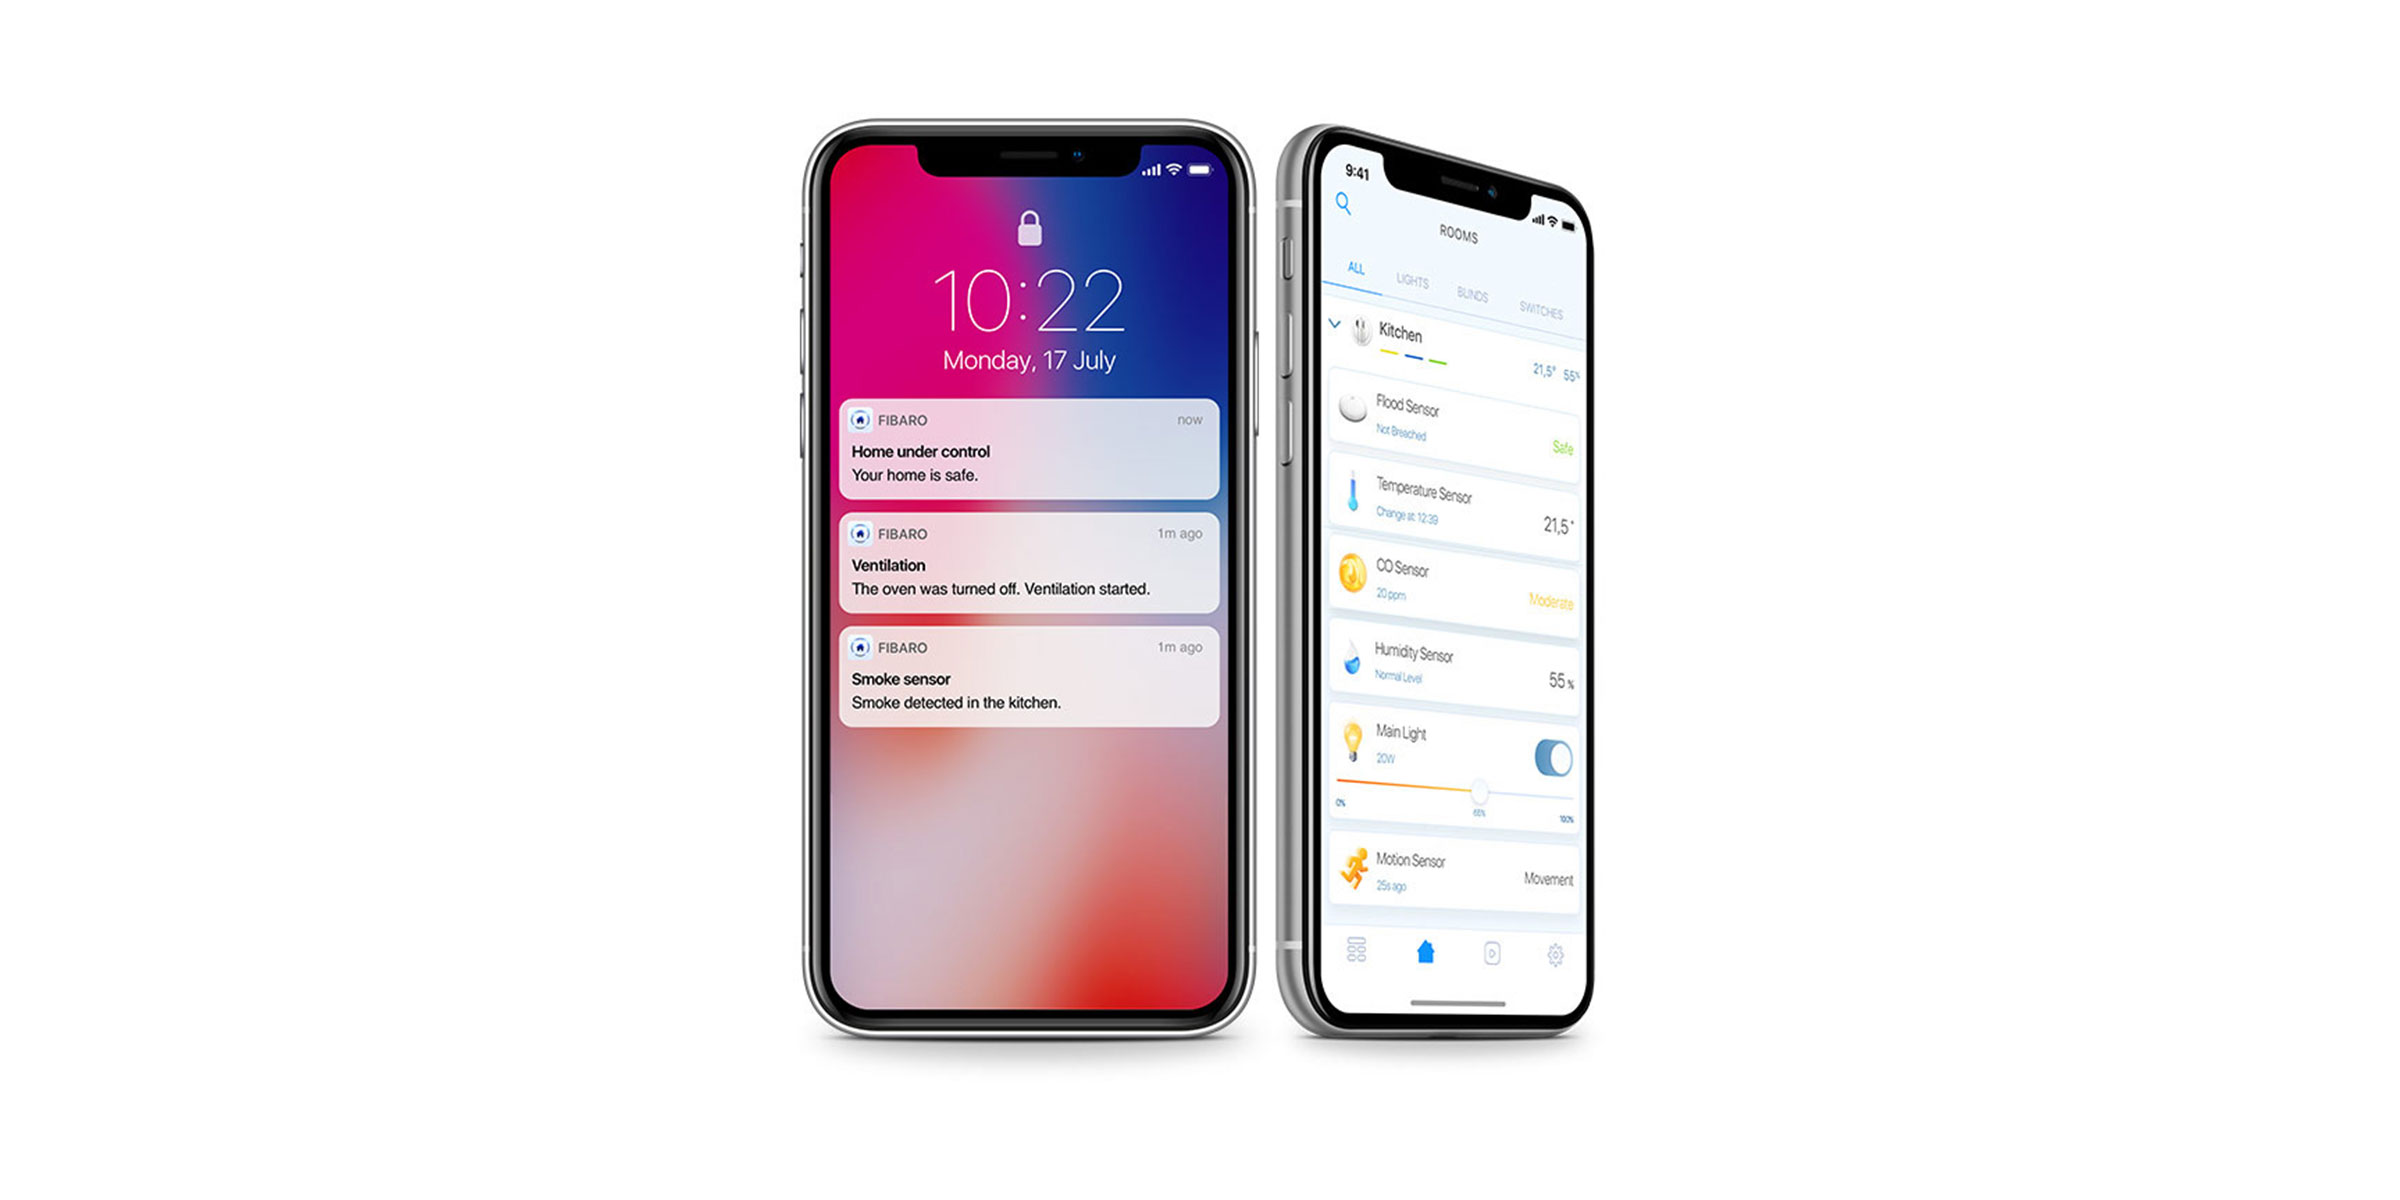 10:22
Monday, 17 July
FIBARO now
Home under control
Your home is safe.
FIBARO 1m ago
Ventilation
The oven was turned off. Ventilation started.
FIBARO 1m ago
Smoke sensor
Smoke detected in the kitchen.
9:41
ROOMS
ALL LIGHTS BLINDS SWITCHES
Kitchen
21,5° 55%
Flood Sensor
Not Breached
Safe
Temperature Sensor
Change at: 12:39
21,5°
CO Sensor
20 ppm
Moderate
Humidity Sensor
Normal Level
55 %
Main Light
20W
0% 66% 100%
Motion Sensor
25s ago
Movement